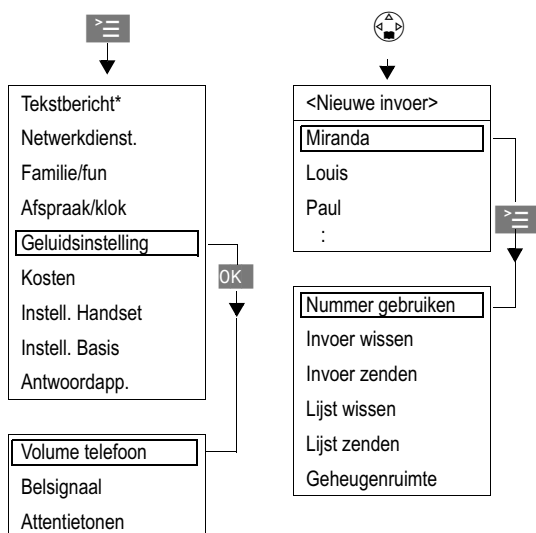 Tekstbericht*
Netwerkdienst.
Familie/fun
Afspraak/klok
Geluidsinstelling
OK
Kosten
Instell. Handset
Instell. Basis
Antwoordapp.
Volume telefoon
Belsignaal
Attentietonen
<Nieuwe invoer>
Miranda
Louis
Paul
:
Nummer gebruiken
Invoer wissen
Invoer zenden
Lijst wissen
Lijst zenden
Geheugenruimte